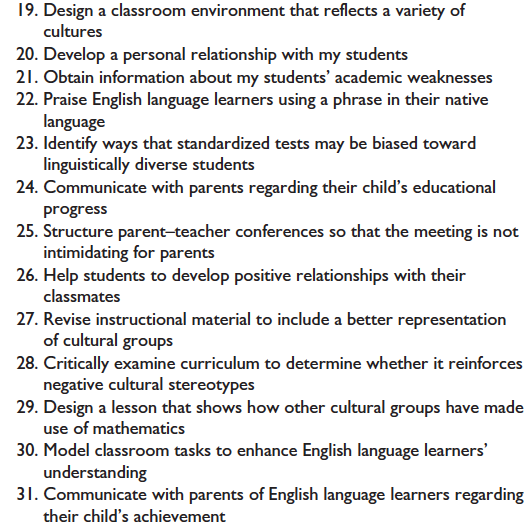 19. Design a classroom environment that reflects a variety of
cultures
20. Develop a personal relationship with my students
21. Obtain information about my students’ academic weaknesses
22. Praise English language learners using a phrase in their native
language
23. Identify ways that standardized tests may be biased toward
linguistically diverse students
24. Communicate with parents regarding their child’s educational
progress
25. Structure parent–teacher conferences so that the meeting is not
intimidating for parents
26. Help students to develop positive relationships with their
classmates
27. Revise instructional material to include a better representation
of cultural groups
28. Critically examine curriculum to determine whether it reinforces
negative cultural stereotypes
29. Design a lesson that shows how other cultural groups have made
use of mathematics
30. Model classroom tasks to enhance English language learners’
understanding
31. Communicate with parents of English language learners regarding
their child’s achievement